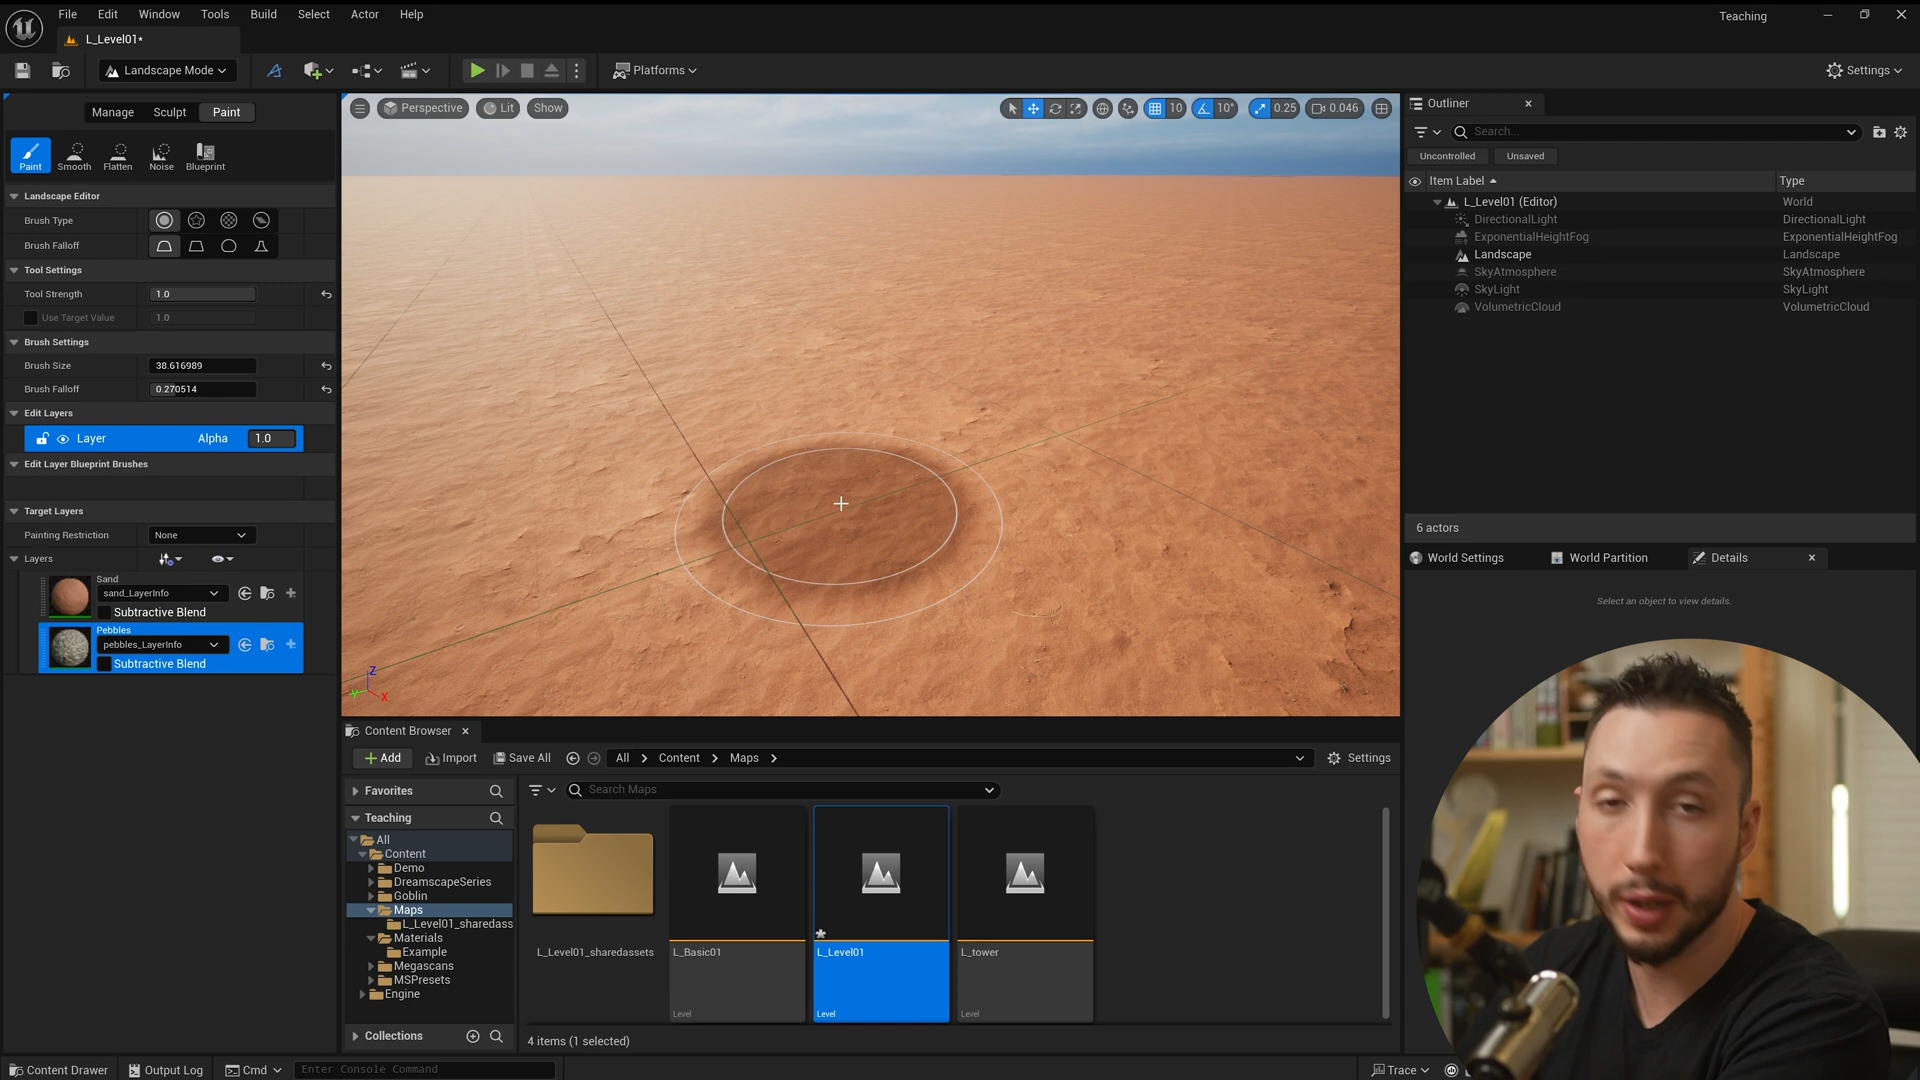 File Edit Window Tools Build Select Actor Help
Teaching
L_Level01*
Landscape Mode
Platforms
Settings
Manage Sculpt Paint
Paint Smooth Flatten Noise Blueprint
Landscape Editor
Brush Type
Brush Falloff
Tool Settings
Tool Strength 1.0
Use Target Value 1.0
Brush Settings
Brush Size 38.616989
Brush Falloff 0.270514
Edit Layers
Layer Alpha 1.0
Edit Layer Blueprint Brushes
Target Layers
Painting Restriction None
Layers
Sand
sand_LayerInfo
Subtractive Blend
Pebbles
pebbles_LayerInfo
Subtractive Blend
Perspective Lit Show
10 10° 0.25 0.046
Z
Y X
Outliner
Search...
Uncontrolled Unsaved
Item Label Type
L_Level01 (Editor) World
DirectionalLight DirectionalLight
ExponentialHeightFog ExponentialHeightFog
Landscape Landscape
SkyAtmosphere SkyAtmosphere
SkyLight SkyLight
VolumetricCloud VolumetricCloud
6 actors
World Settings World Partition Details
Select an object to view details.
Content Browser
Add Import Save All All Content Maps Settings
Favorites
Search Maps
Teaching
All
Content
Demo
DreamscapeSeries
Goblin
Maps
L_Level01_sharedass
Materials
Example
Megascans
MSPresets
Engine
Collections
L_Level01_sharedassets L_Basic01 L_Level01 L_tower
Level Level Level
4 items (1 selected)
Content Drawer Output Log Cmd Enter Console Command
Trace